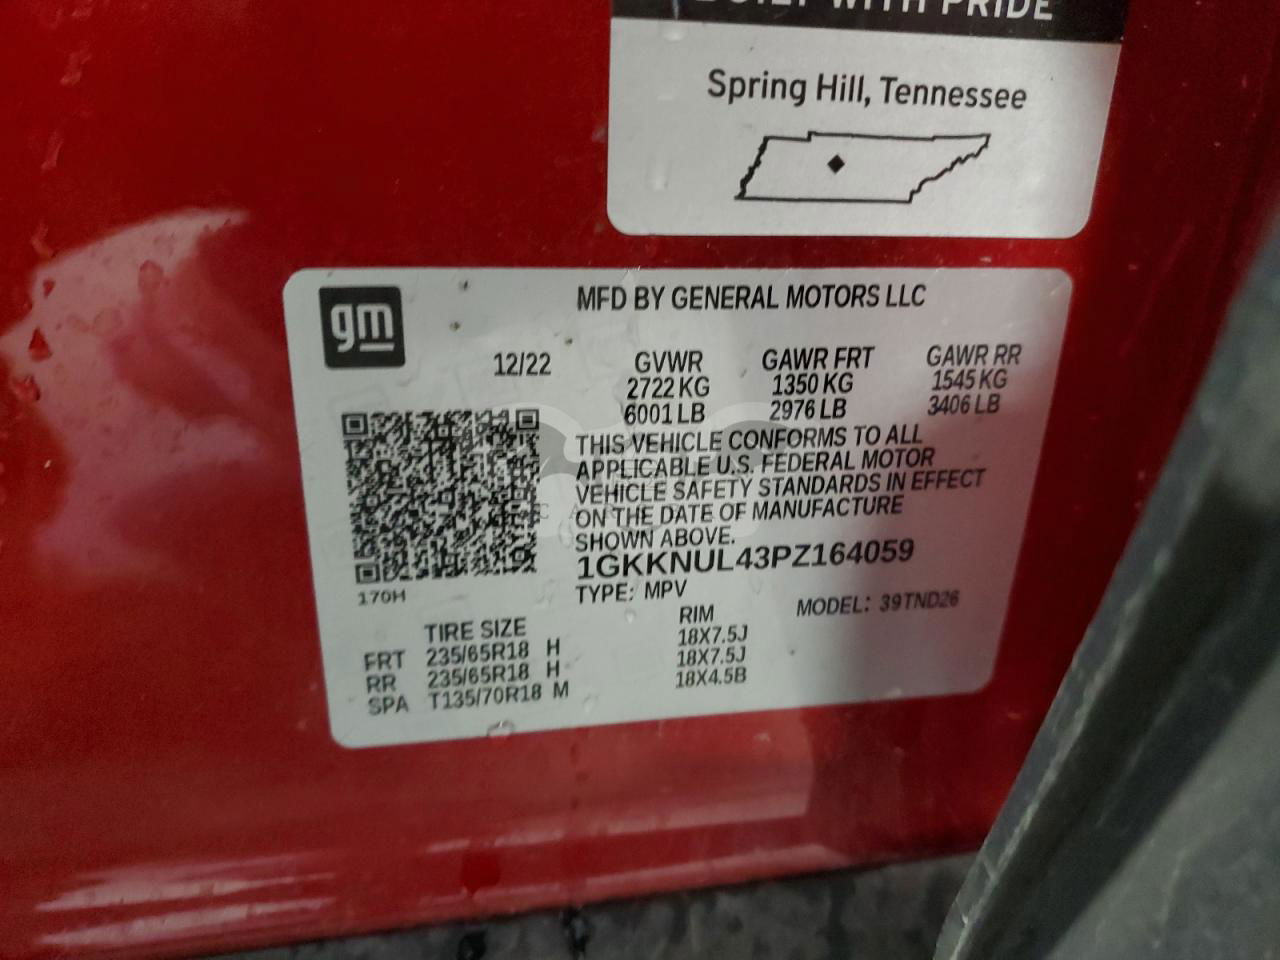 BUILT WITH PRIDE
Spring Hill, Tennessee
gm
MFD BY GENERAL MOTORS LLC
12/22 GVWR GAWR FRT GAWR RR
2722 KG 1350 KG 1545 KG
6001 LB 2976 LB 3406 LB
THIS VEHICLE CONFORMS TO ALL
APPLICABLE U.S. FEDERAL MOTOR
VEHICLE SAFETY STANDARDS IN EFFECT
ON THE DATE OF MANUFACTURE
SHOWN ABOVE.
1GKKNUL43PZ164059
TYPE: MPV MODEL: 39TND26
170H
TIRE SIZE RIM
FRT 235/65R18 H 18X7.5J
RR 235/65R18 H 18X7.5J
SPA T135/70R18 M 18X4.5B